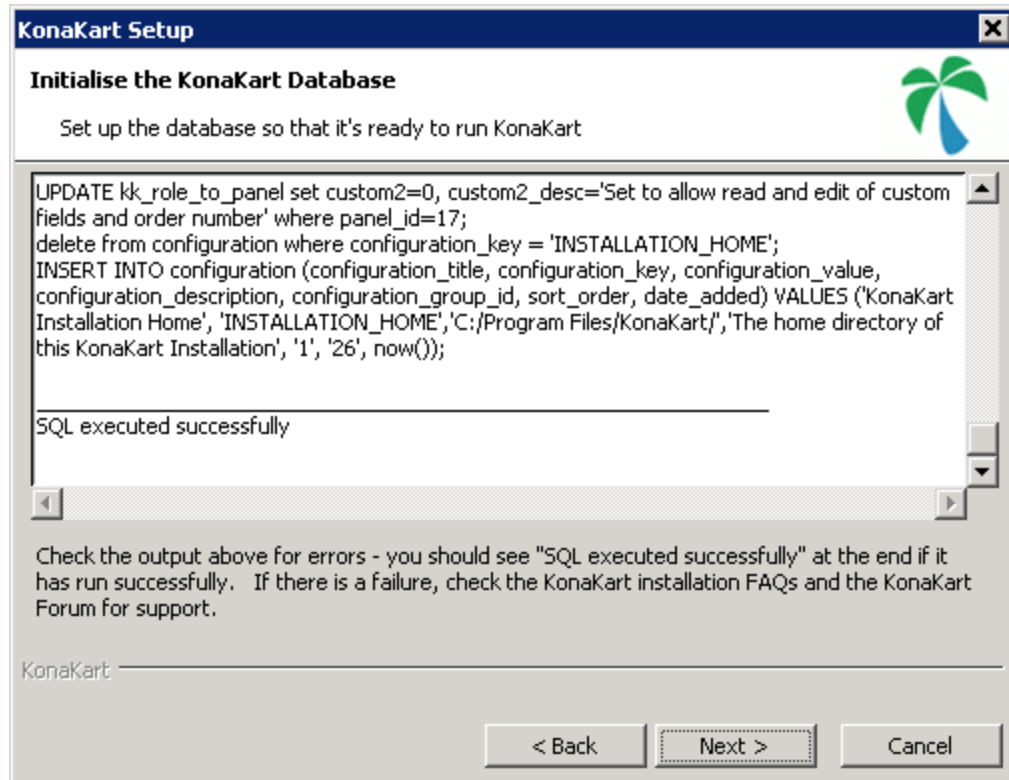 KonaKart Setup
Initialise the KonaKart Database
Set up the database so that it's ready to run KonaKart
UPDATE kk_role_to_panel set custom2=0, custom2_desc='Set to allow read and edit of custom
fields and order number' where panel_id=17;
delete from configuration where configuration_key = 'INSTALLATION_HOME';
INSERT INTO configuration (configuration_title, configuration_key, configuration_value,
configuration_description, configuration_group_id, sort_order, date_added) VALUES ('KonaKart
Installation Home', 'INSTALLATION_HOME','C:/Program Files/KonaKart/','The home directory of
this KonaKart Installation', '1', '26', now());
SQL executed successfully
Check the output above for errors - you should see "SQL executed successfully" at the end if it
has run successfully. If there is a failure, check the KonaKart installation FAQs and the KonaKart
Forum for support.
KonaKart
< Back
Next >
Cancel